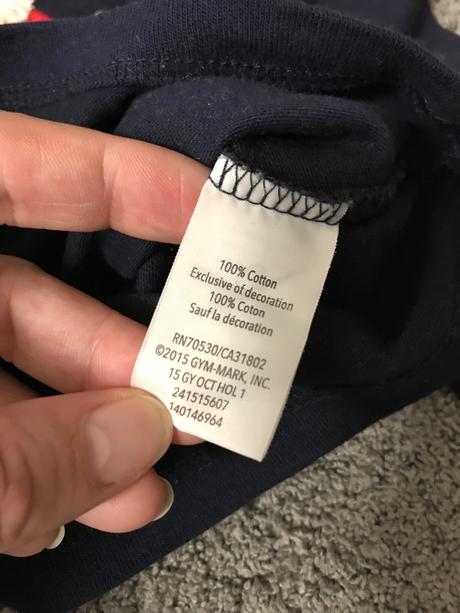 100% Cotton
Exclusive of decoration
100% Coton
Sauf la décoration
RN70530/CA31802
©2015 GYM-MARK, INC.
15 GY OCT HOL 1
241515607
140146964